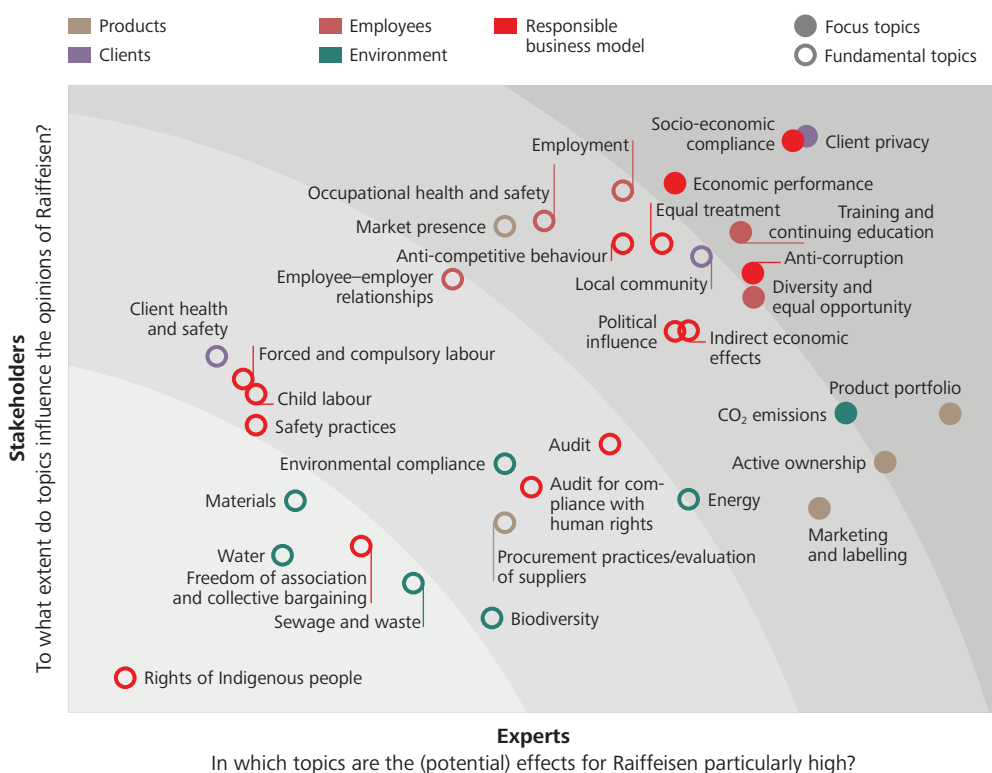 Products
Clients
Employees
Environment
Responsible
business model
Focus topics
Fundamental topics
Stakeholders
To what extent do topics influence the opinions of Raiffeisen?
Socio-economic
compliance
Client privacy
Employment
Economic performance
Occupational health and safety
Equal treatment
Training and
continuing education
Market presence
Anti-competitive behaviour
Anti-corruption
Employee–employer
relationships
Local community
Diversity and
equal opportunity
Client health
and safety
Political
influence
Indirect economic
effects
Forced and compulsory labour
Child labour
Product portfolio
CO₂ emissions
Safety practices
Audit
Environmental compliance
Active ownership
Audit for com-
pliance with
human rights
Materials
Energy
Marketing
and labelling
Water
Procurement practices/evaluation
of suppliers
Freedom of association
and collective bargaining
Sewage and waste
Biodiversity
Rights of Indigenous people
Experts
In which topics are the (potential) effects for Raiffeisen particularly high?